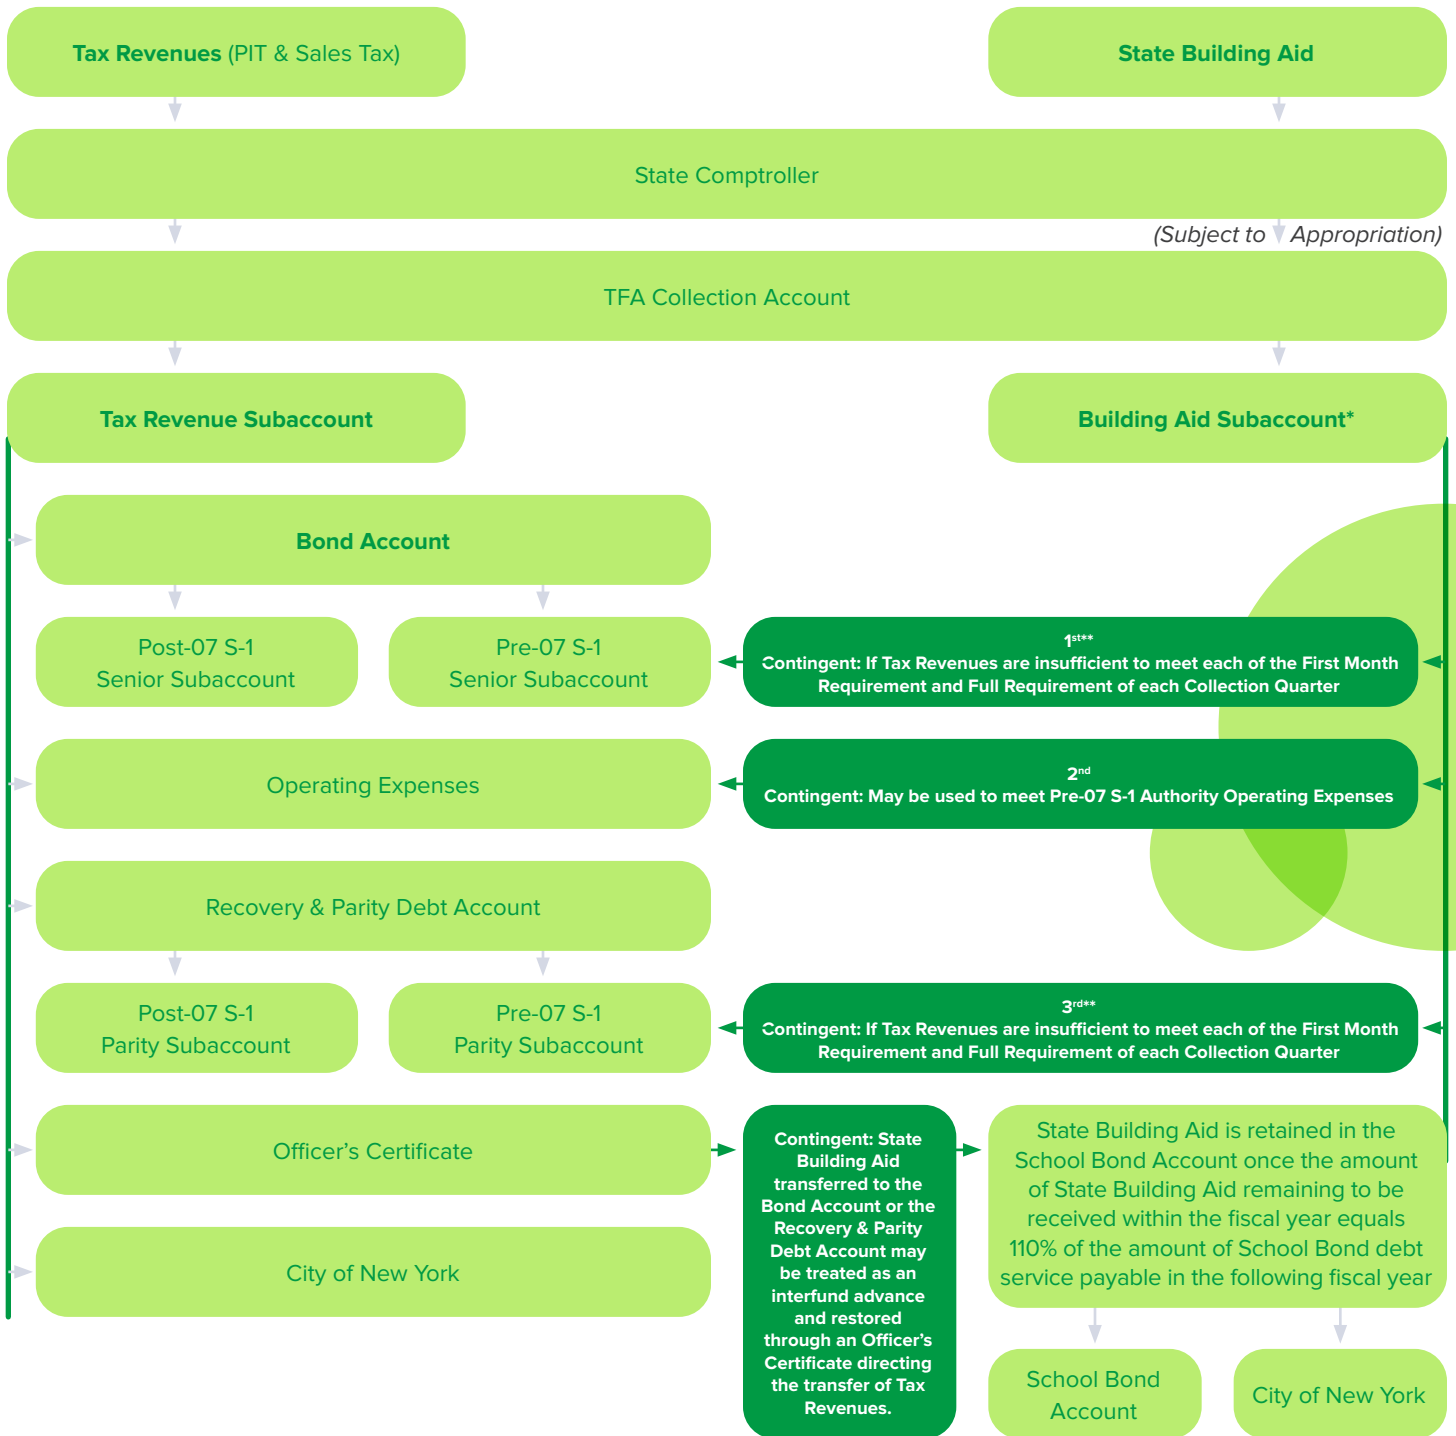 Tax Revenues (PIT & Sales Tax)
State Building Aid
State Comptroller
(Subject to Appropriation)
TFA Collection Account
Tax Revenue Subaccount
Building Aid Subaccount*
Bond Account
Post-07 S-1
Senior Subaccount
Pre-07 S-1
Senior Subaccount
1st**
Contingent: If Tax Revenues are insufficient to meet each of the First Month
Requirement and Full Requirement of each Collection Quarter
Operating Expenses
2nd
Contingent: May be used to meet Pre-07 S-1 Authority Operating Expenses
Recovery & Parity Debt Account
Post-07 S-1
Parity Subaccount
Pre-07 S-1
Parity Subaccount
3rd**
Contingent: If Tax Revenues are insufficient to meet each of the First Month
Requirement and Full Requirement of each Collection Quarter
Officer's Certificate
City of New York
Contingent: State
Building Aid
transferred to the
Bond Account or the
Recovery & Parity
Debt Account may
be treated as an
interfund advance
and restored
through an Officer's
Certificate directing
the transfer of Tax
Revenues.
State Building Aid is retained in the
School Bond Account once the amount
of State Building Aid remaining to be
received within the fiscal year equals
110% of the amount of School Bond debt
service payable in the following fiscal year
School Bond
Account
City of New York